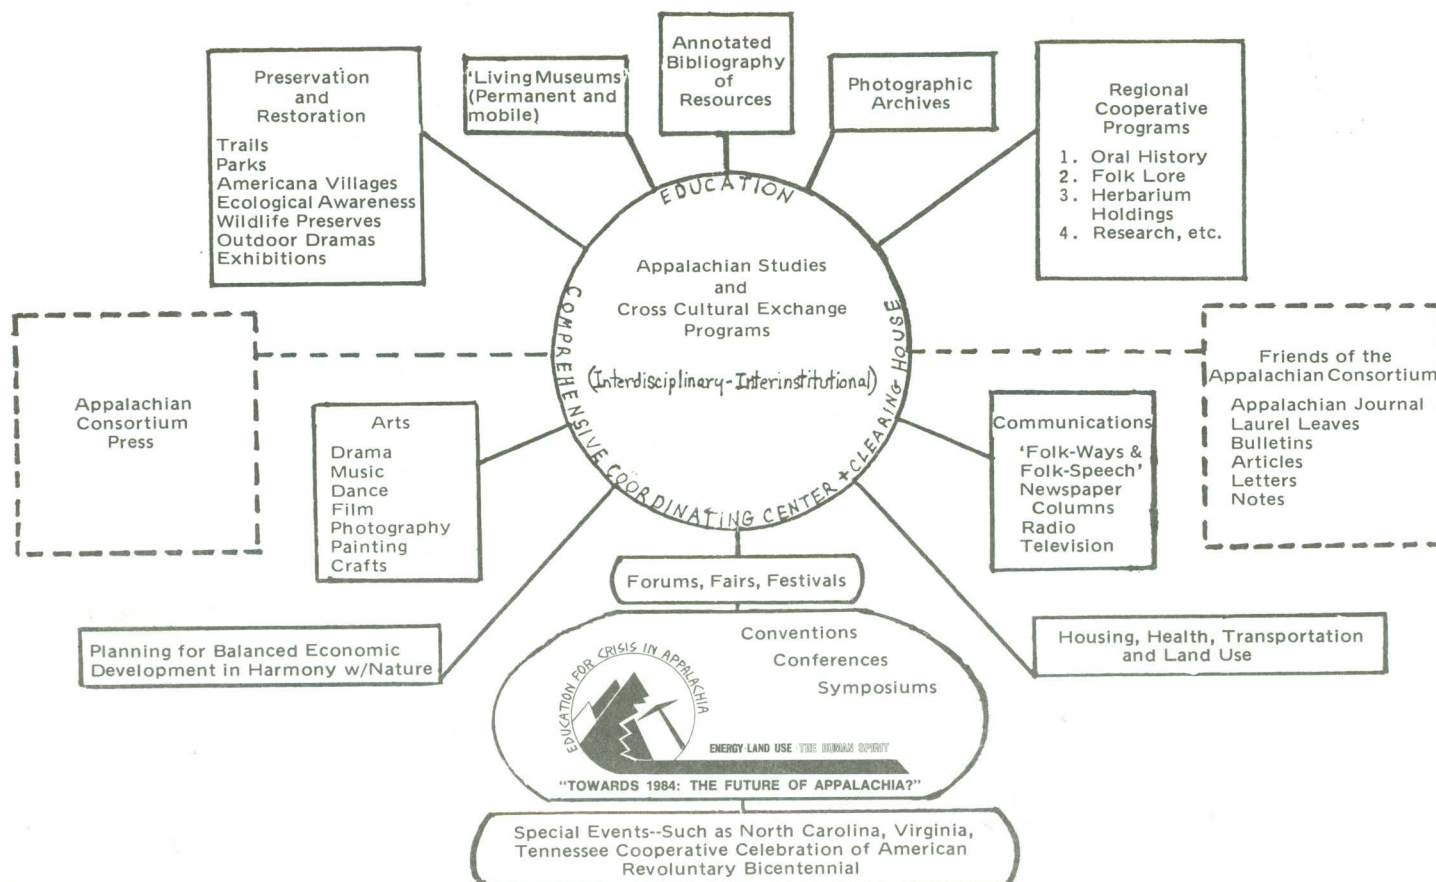 Preservation
and
Restoration
Trails
Parks
Americana Villages
Ecological Awareness
Wildlife Preserves
Outdoor Dramas
Exhibitions
'Living Museums'
(Permanent and
mobile)
Annotated
Bibliography
of
Resources
Photographic
Archives
Regional
Cooperative
Programs
1. Oral History
2. Folk Lore
3. Herbarium
Holdings
4. Research, etc.
EDUCATION
COMPREHENSIVE COÖRDINATING CENTER + CLEARING HOUSE
Appalachian Studies
and
Cross Cultural Exchange
Programs
(Interdisciplinary-Interinstitutional)
Appalachian
Consortium
Press
Arts
Drama
Music
Dance
Film
Photography
Painting
Crafts
Communications
'Folk-Ways &
Folk-Speech'
Newspaper
Columns
Radio
Television
Friends of the
Appalachian Consortium
Appalachian Journal
Laurel Leaves
Bulletins
Articles
Letters
Notes
Planning for Balanced Economic
Development in Harmony w/Nature
Forums, Fairs, Festivals
Housing, Health, Transportation
and Land Use
Conventions
Conferences
Symposiums
EDUCATION FOR CRISIS IN APPALACHIA
ENERGY·LAND USE·THE HUMAN SPIRIT
"TOWARDS 1984: THE FUTURE OF APPALACHIA?"
Special Events--Such as North Carolina, Virginia,
Tennessee Cooperative Celebration of American
Revoluntary Bicentennial